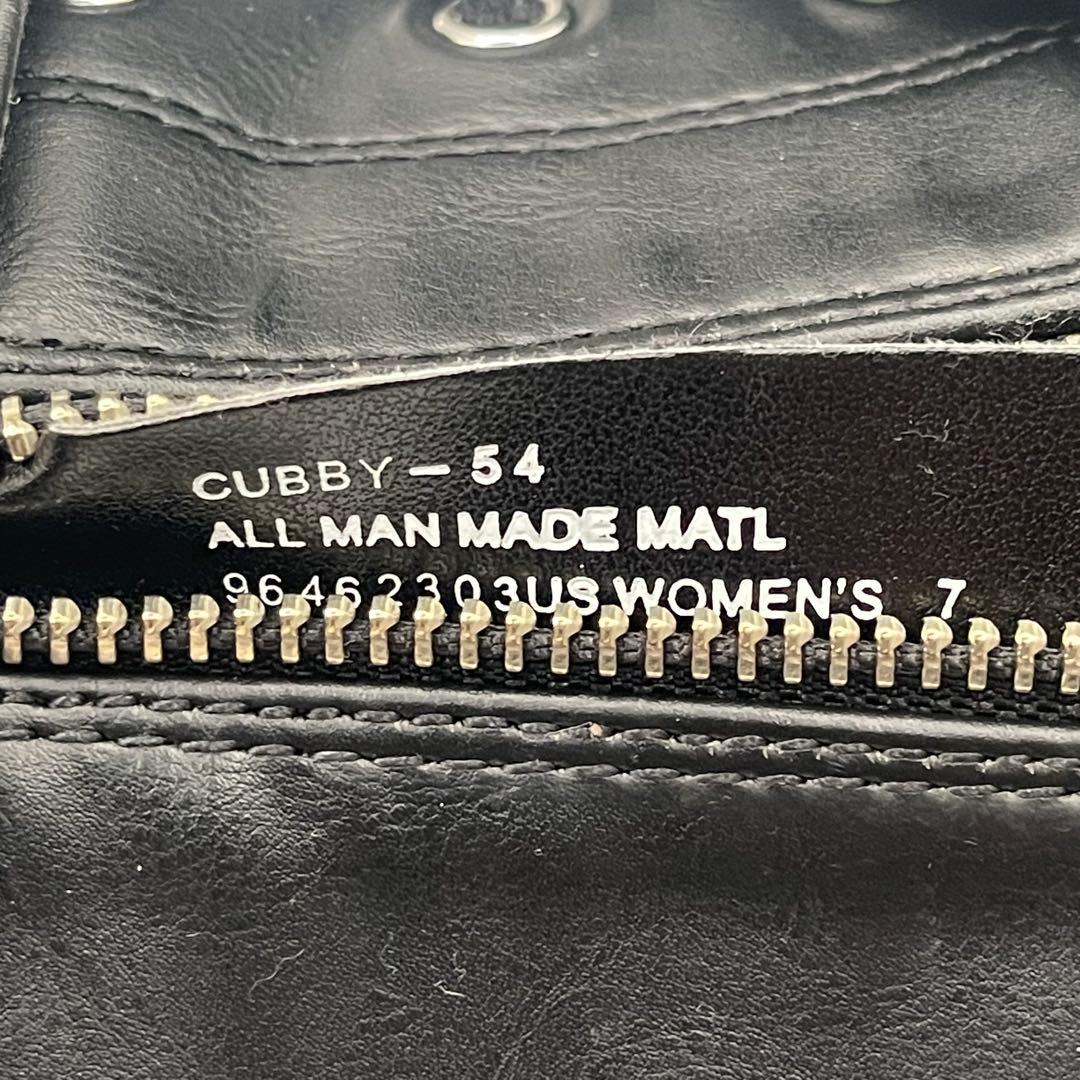 CUBBY – 54
ALL MAN MADE MATL
96462303US WOMEN'S 7